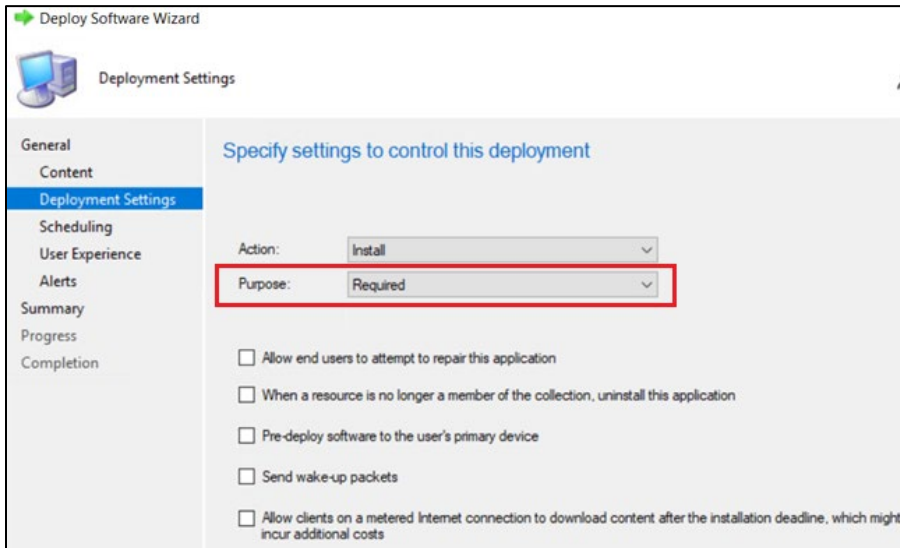 Deploy Software Wizard
Deployment Settings
General
Content
Deployment Settings
Scheduling
User Experience
Alerts
Summary
Progress
Completion
Specify settings to control this deployment
Action: Install
Purpose: Required
Allow end users to attempt to repair this application
When a resource is no longer a member of the collection, uninstall this application
Pre-deploy software to the user's primary device
Send wake-up packets
Allow clients on a metered Internet connection to download content after the installation deadline, which might
incur additional costs